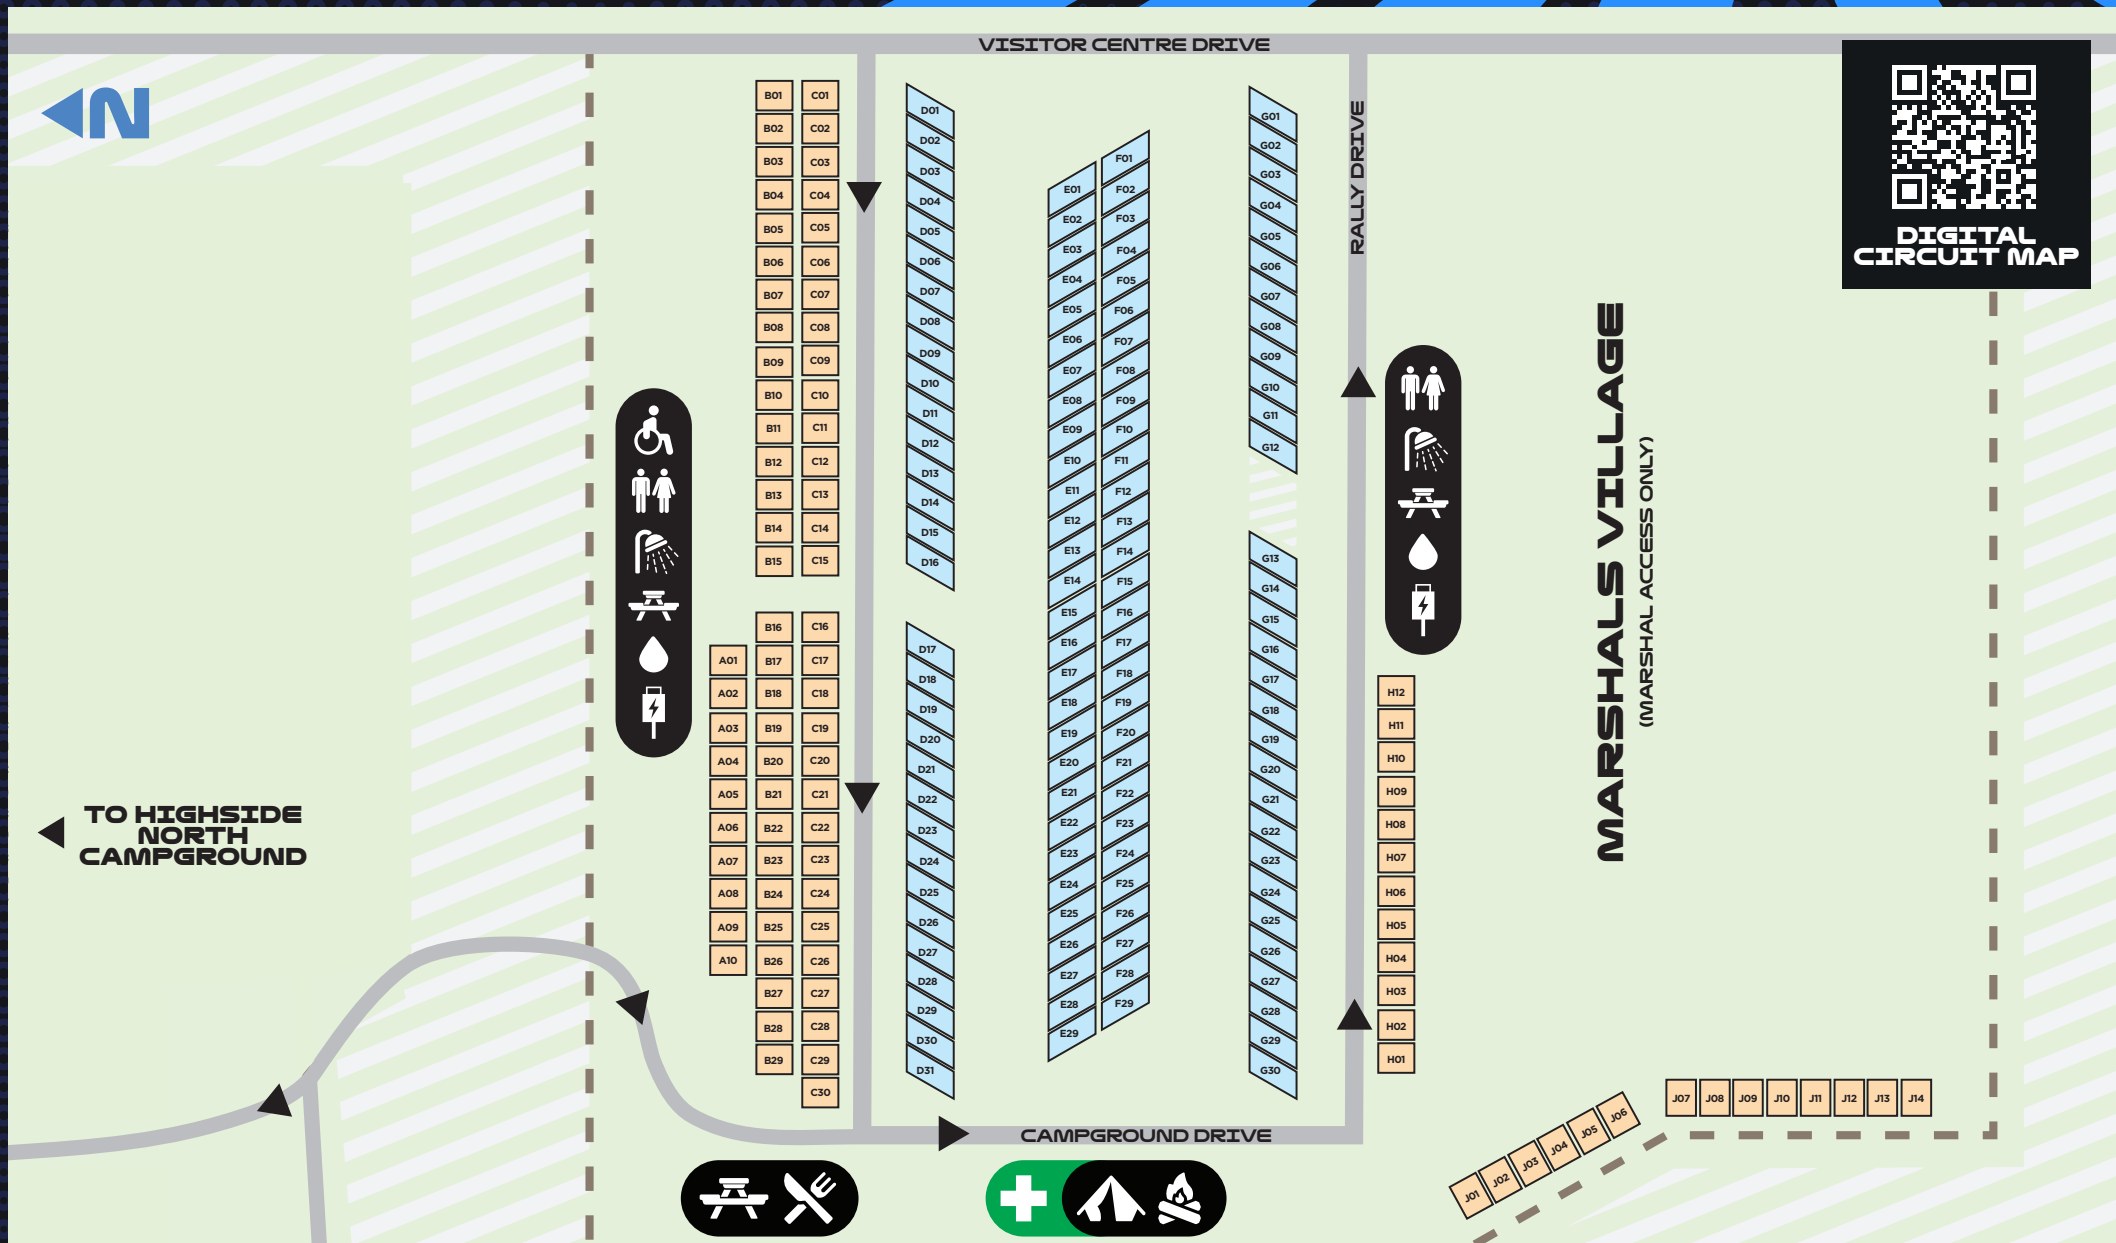 VISITOR CENTRE DRIVE
N
DIGITAL
CIRCUIT MAP
RALLY DRIVE
MARSHALS VILLAGE
(MARSHAL ACCESS ONLY)
TO HIGHSIDE
NORTH
CAMPGROUND
CAMPGROUND DRIVE
A01
A02
A03
A04
A05
A06
A07
A08
A09
A10
B01
B02
B03
B04
B05
B06
B07
B08
B09
B10
B11
B12
B13
B14
B15
B16
B17
B18
B19
B20
B21
B22
B23
B24
B25
B26
B27
B28
B29
C01
C02
C03
C04
C05
C06
C07
C08
C09
C10
C11
C12
C13
C14
C15
C16
C17
C18
C19
C20
C21
C22
C23
C24
C25
C26
C27
C28
C29
C30
D01
D02
D03
D04
D05
D06
D07
D08
D09
D10
D11
D12
D13
D14
D15
D16
D17
D18
D19
D20
D21
D22
D23
D24
D25
D26
D27
D28
D29
D30
D31
E01
E02
E03
E04
E05
E06
E07
E08
E09
E10
E11
E12
E13
E14
E15
E16
E17
E18
E19
E20
E21
E22
E23
E24
E25
E26
E27
E28
E29
F01
F02
F03
F04
F05
F06
F07
F08
F09
F10
F11
F12
F13
F14
F15
F16
F17
F18
F19
F20
F21
F22
F23
F24
F25
F26
F27
F28
F29
G01
G02
G03
G04
G05
G06
G07
G08
G09
G10
G11
G12
G13
G14
G15
G16
G17
G18
G19
G20
G21
G22
G23
G24
G25
G26
G27
G28
G29
G30
H12
H11
H10
H09
H08
H07
H06
H05
H04
H03
H02
H01
J01
J02
J03
J04
J05
J06
J07
J08
J09
J10
J11
J12
J13
J14